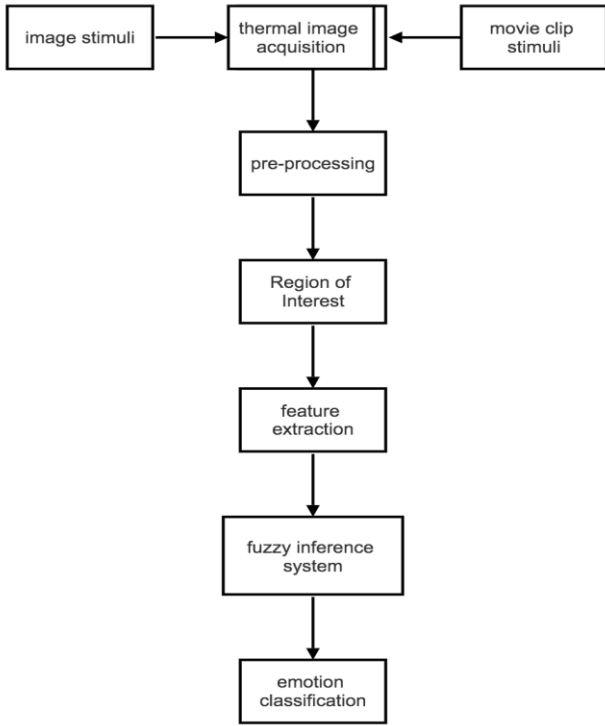 image stimuli
thermal image
acquisition
movie clip
stimuli
pre-processing
Region of
Interest
feature
extraction
fuzzy inference
system
emotion
classification